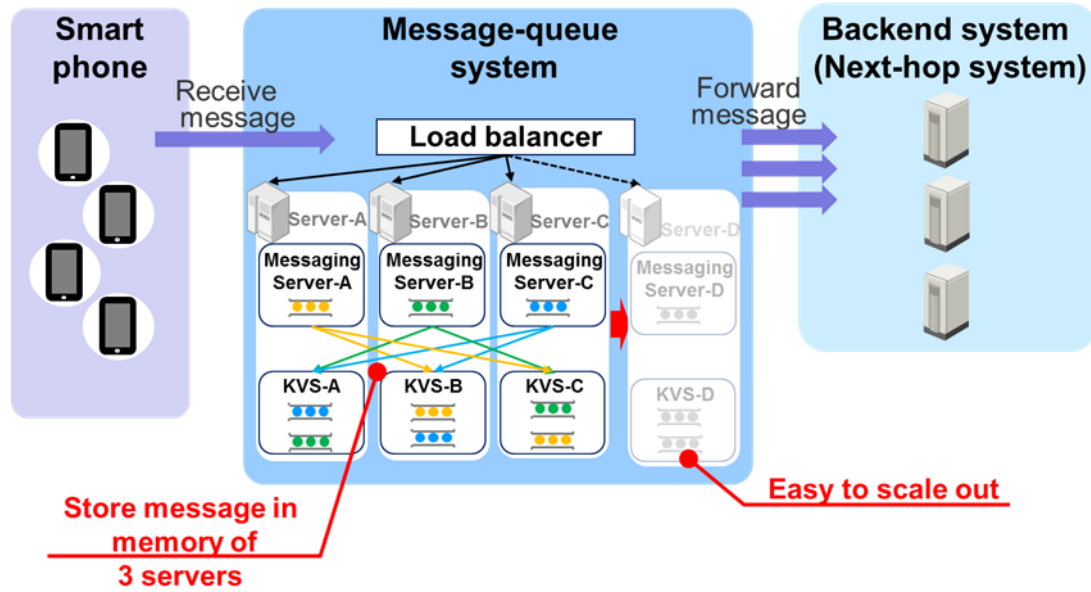 Smart
phone
Message-queue
system
Backend system
(Next-hop system)
Receive
message
Forward
message
Load balancer
Server-A
Server-B
Server-C
Server-D
Messaging
Server-A
Messaging
Server-B
Messaging
Server-C
Messaging
Server-D
KVS-A
KVS-B
KVS-C
KVS-D
Store message in
memory of
3 servers
Easy to scale out